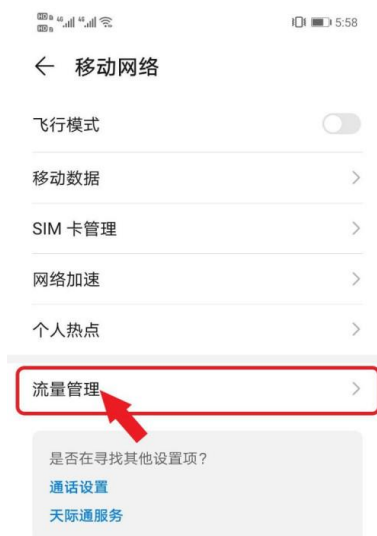 5:58
移动网络
飞行模式
移动数据
SIM 卡管理
网络加速
个人热点
流量管理
是否在寻找其他设置项？
通话设置
天际通服务